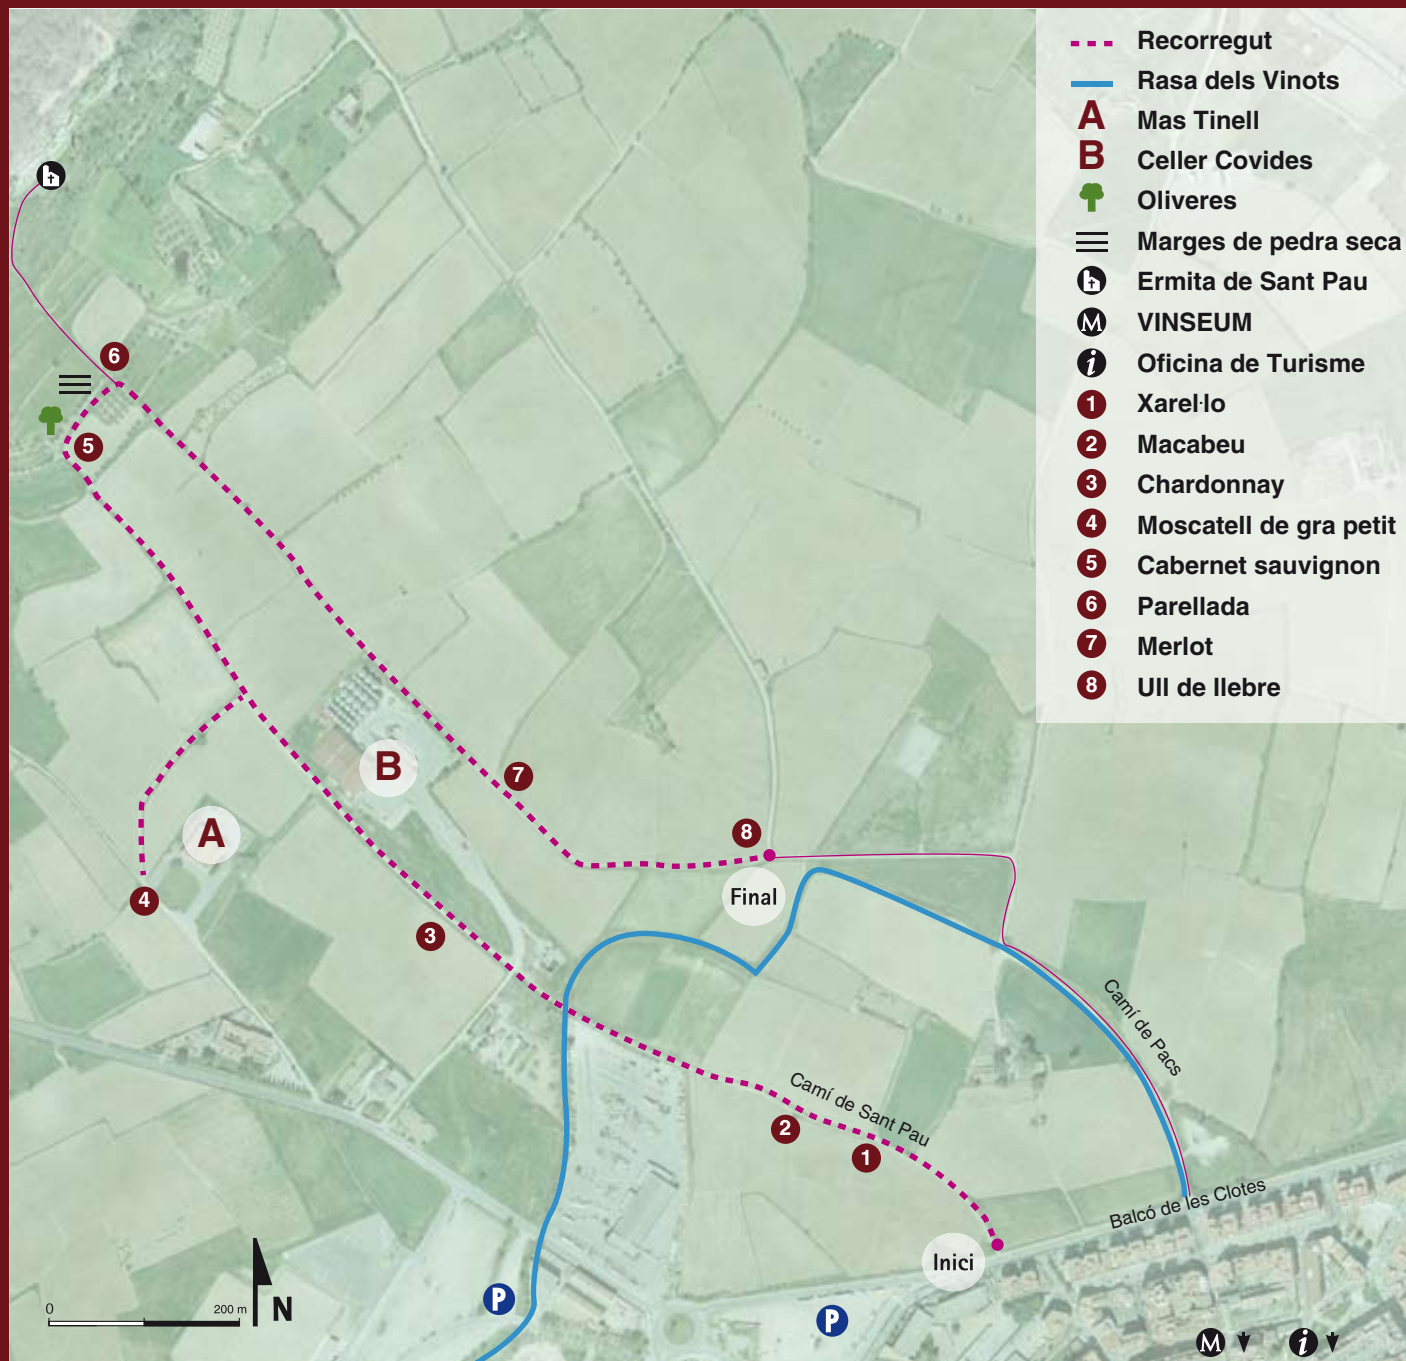 Recorregut
Rasa dels Vinots
A Mas Tinell
B Celler Covides
Oliveres
Marges de pedra seca
Ermita de Sant Pau
M VINSEUM
i Oficina de Turisme
1 Xarel·lo
2 Macabeu
3 Chardonnay
4 Moscatell de gra petit
5 Cabernet sauvignon
6 Parellada
7 Merlot
8 Ull de llebre
6
5
B
7
A
8
4
Final
3
Camí de Pacs
Camí de Sant Pau
2
1
Balcó de les Clotes
Inici
0 200 m N
P
P
M i